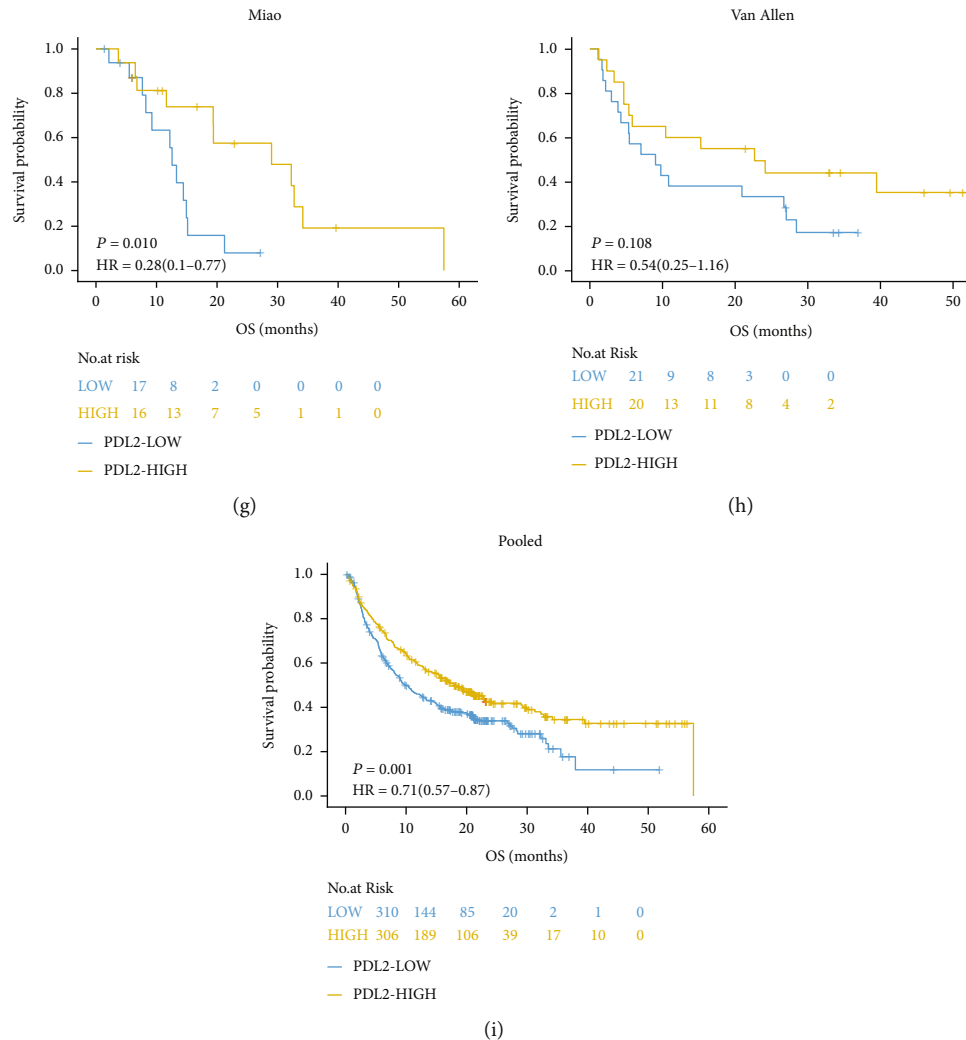 Miao
1.0
0.8
0.6
0.4
0.2
0.0
Survival probability
P = 0.010
HR = 0.28(0.1–0.77)
0 10 20 30 40 50 60
OS (months)
No.at risk
LOW 17 8 2 0 0 0 0
HIGH 16 13 7 5 1 1 0
PDL2-LOW
PDL2-HIGH
(g)
Van Allen
1.0
0.8
0.6
0.4
0.2
0.0
Survival probability
P = 0.108
HR = 0.54(0.25–1.16)
0 10 20 30 40 50
OS (months)
No.at Risk
LOW 21 9 8 3 0 0
HIGH 20 13 11 8 4 2
PDL2-LOW
PDL2-HIGH
(h)
Pooled
1.0
0.8
0.6
0.4
0.2
0.0
Survival probability
P = 0.001
HR = 0.71(0.57–0.87)
0 10 20 30 40 50 60
OS (months)
No.at Risk
LOW 310 144 85 20 2 1 0
HIGH 306 189 106 39 17 10 0
PDL2-LOW
PDL2-HIGH
(i)